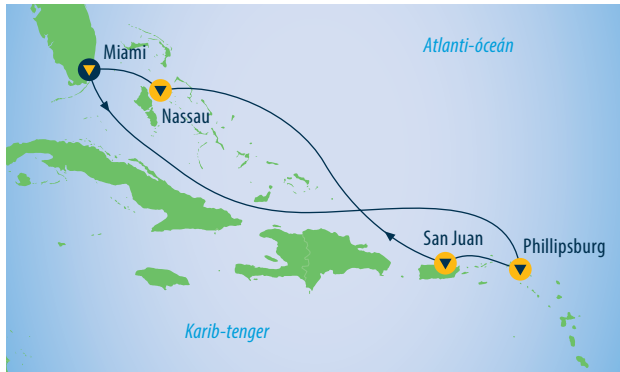 Atlanti-óceán
Miami
Nassau
San Juan
Phillipsburg
Karib-tenger